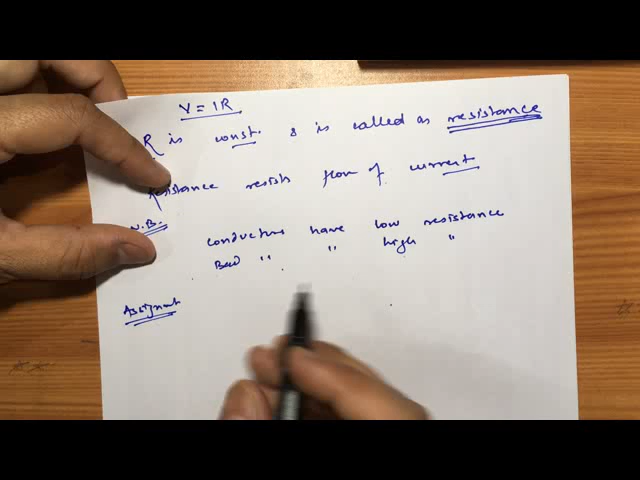 V = IR
R is const. & is called as resistance
Resistance resists flow of current
N.B.
Conductors have low resistance
Bad " " high "
Assignment